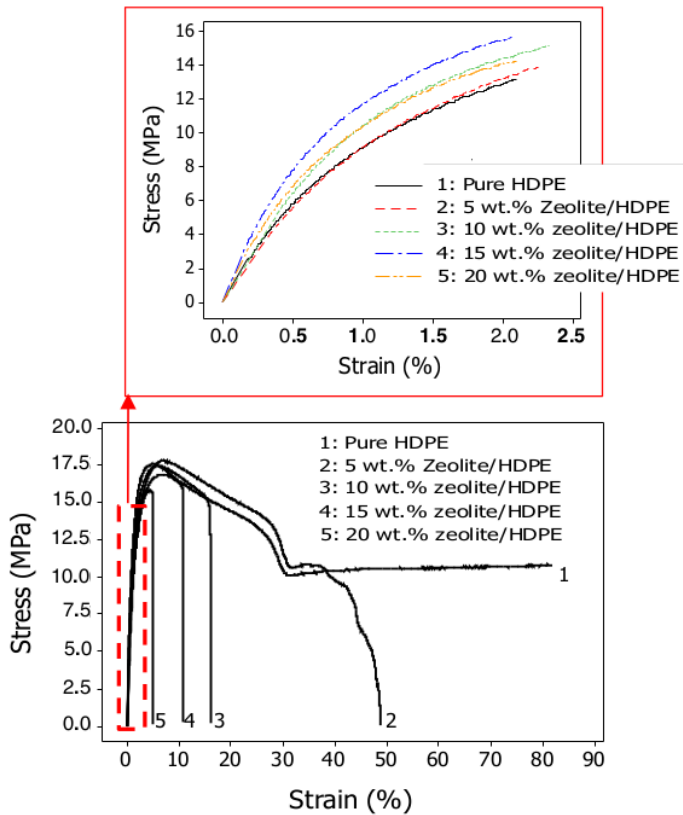 16
14
12
10
8
6
4
2
0
Stress (MPa)
1: Pure HDPE
2: 5 wt.% Zeolite/HDPE
3: 10 wt.% zeolite/HDPE
4: 15 wt.% zeolite/HDPE
5: 20 wt.% zeolite/HDPE
0.0 0.5 1.0 1.5 2.0 2.5
Strain (%)
20.0
17.5
15.0
12.5
10.0
7.5
5.0
2.5
0.0
Stress (MPa)
1: Pure HDPE
2: 5 wt.% Zeolite/HDPE
3: 10 wt.% zeolite/HDPE
4: 15 wt.% zeolite/HDPE
5: 20 wt.% zeolite/HDPE
1
5 4 3 2
0 10 20 30 40 50 60 70 80 90
Strain (%)